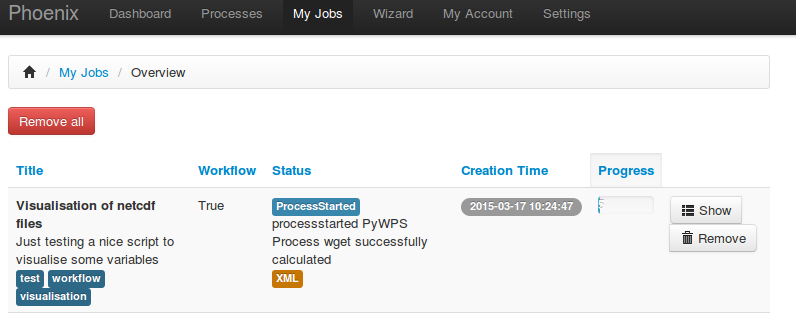 Phoenix Dashboard Processes My Jobs Wizard My Account Settings
/ My Jobs / Overview
Remove all
Title Workflow Status Creation Time Progress
Visualisation of netcdf files
Just testing a nice script to visualise some variables
test workflow
visualisation
True
ProcessStarted
processstarted PyWPS
Process wget successfully
calculated
XML
2015-03-17 10:24:47
Show
Remove